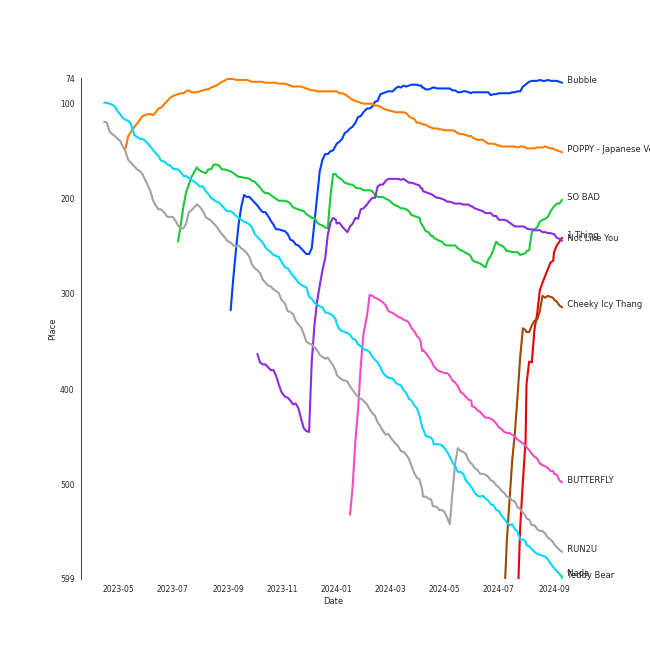 74
100
200
300
400
500
599
Place
2023-05
2023-07
2023-09
2023-11
2024-01
2024-03
2024-05
2024-07
2024-09
Date
Bubble
POPPY - Japanese Ve
SO BAD
1 Thing
Not Like You
Cheeky Icy Thang
BUTTERFLY
RUN2U
Teddy Bear